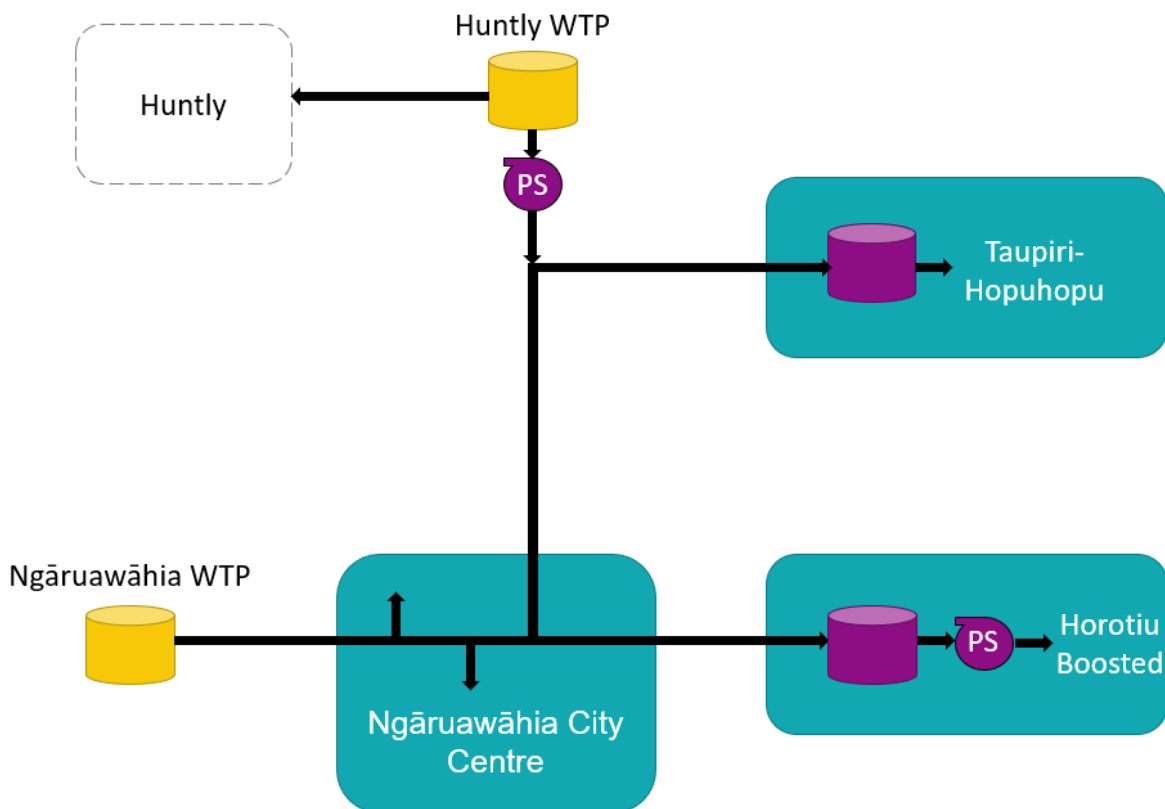 Huntly WTP
Huntly
PS
Taupiri-
Hopuhopu
Ngāruawāhia WTP
PS
Horotiu
Boosted
Ngāruawāhia City
Centre